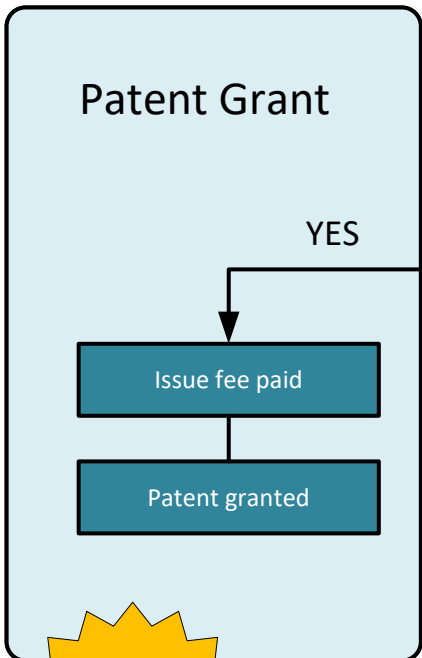 Patent Grant
YES
Issue fee paid
Patent granted